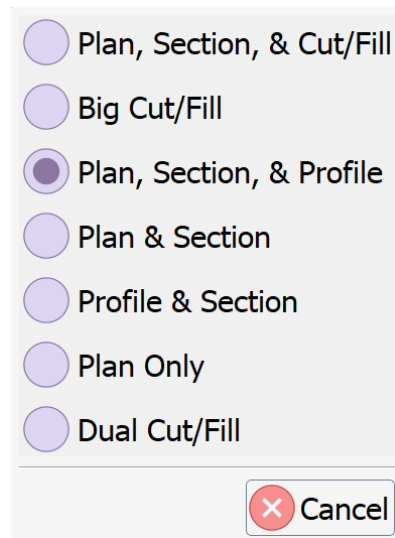 Plan, Section, & Cut/Fill
Big Cut/Fill
Plan, Section, & Profile
Plan & Section
Profile & Section
Plan Only
Dual Cut/Fill
Cancel